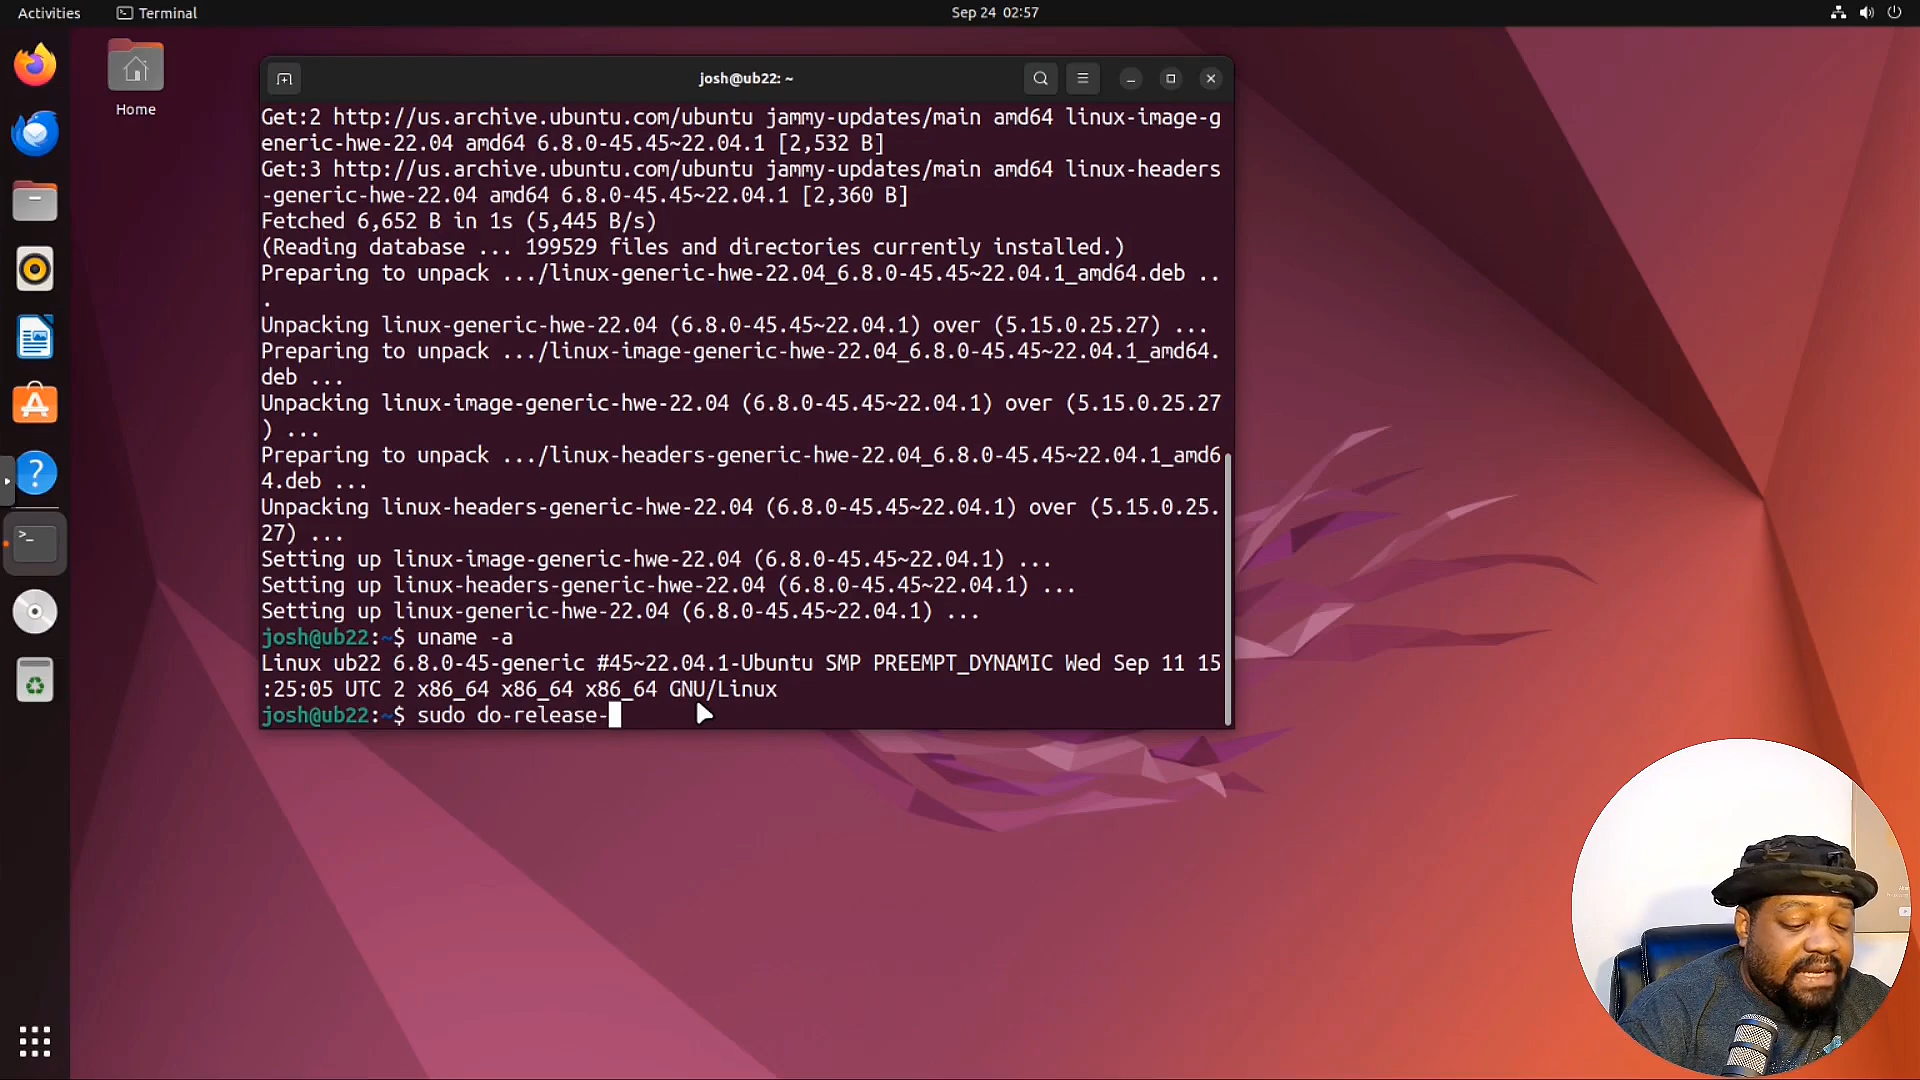 Activities
Terminal
Sep 24 02:57
Home
josh@ub22: ~
Get:2 http://us.archive.ubuntu.com/ubuntu jammy-updates/main amd64 linux-image-g
eneric-hwe-22.04 amd64 6.8.0-45.45~22.04.1 [2,532 B]
Get:3 http://us.archive.ubuntu.com/ubuntu jammy-updates/main amd64 linux-headers
-generic-hwe-22.04 amd64 6.8.0-45.45~22.04.1 [2,360 B]
Fetched 6,652 B in 1s (5,445 B/s)
(Reading database ... 199529 files and directories currently installed.)
Preparing to unpack .../linux-generic-hwe-22.04_6.8.0-45.45~22.04.1_amd64.deb ..
.
Unpacking linux-generic-hwe-22.04 (6.8.0-45.45~22.04.1) over (5.15.0.25.27) ...
Preparing to unpack .../linux-image-generic-hwe-22.04_6.8.0-45.45~22.04.1_amd64.
deb ...
Unpacking linux-image-generic-hwe-22.04 (6.8.0-45.45~22.04.1) over (5.15.0.25.27
) ...
Preparing to unpack .../linux-headers-generic-hwe-22.04_6.8.0-45.45~22.04.1_amd6
4.deb ...
Unpacking linux-headers-generic-hwe-22.04 (6.8.0-45.45~22.04.1) over (5.15.0.25.
27) ...
Setting up linux-image-generic-hwe-22.04 (6.8.0-45.45~22.04.1) ...
Setting up linux-headers-generic-hwe-22.04 (6.8.0-45.45~22.04.1) ...
Setting up linux-generic-hwe-22.04 (6.8.0-45.45~22.04.1) ...
josh@ub22:~$ uname -a
Linux ub22 6.8.0-45-generic #45~22.04.1-Ubuntu SMP PREEMPT_DYNAMIC Wed Sep 11 15
:25:05 UTC 2 x86_64 x86_64 x86_64 GNU/Linux
josh@ub22:~$ sudo do-release-